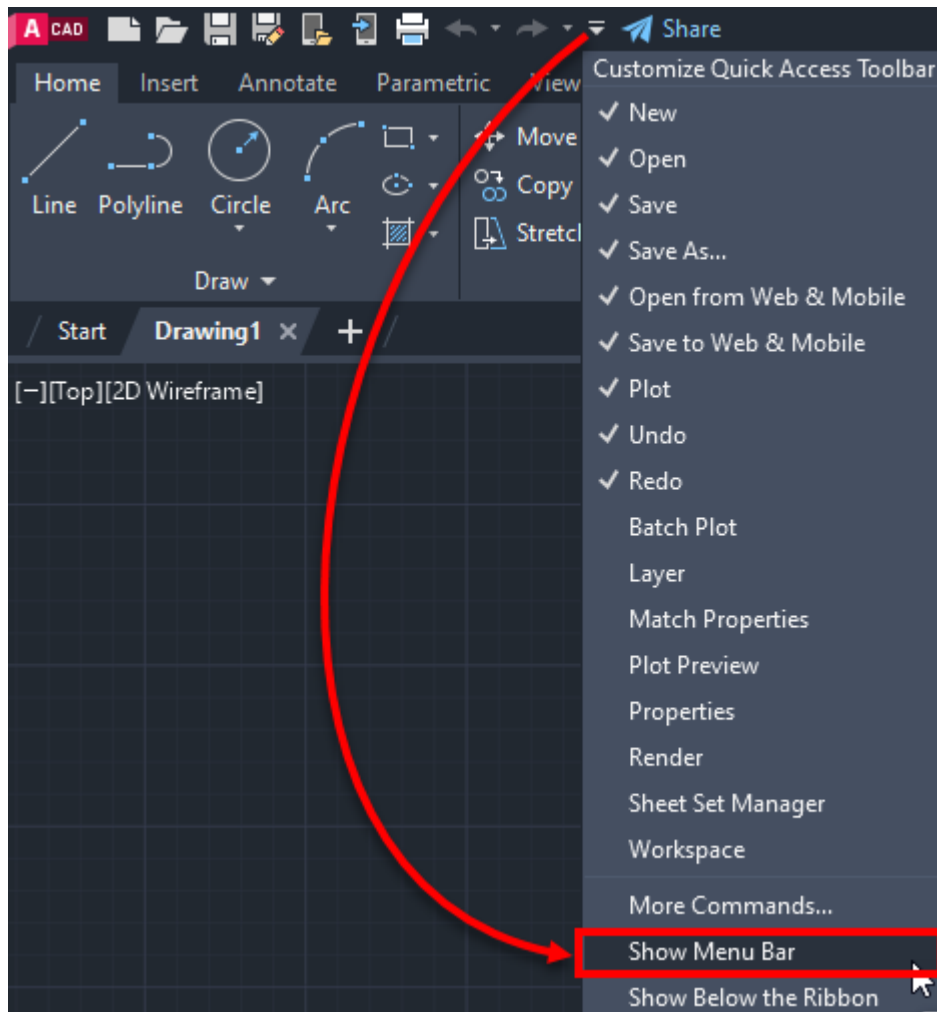 A CAD Share
Customize Quick Access Toolbar
Home Insert Annotate Parametric View
New
Move
Open
Copy
Line Polyline Circle Arc
Save
Stretcl
Save As...
Draw
Open from Web & Mobile
Start Drawing1 +
Save to Web & Mobile
[−][Top][2D Wireframe]
Plot
Undo
Redo
Batch Plot
Layer
Match Properties
Plot Preview
Properties
Render
Sheet Set Manager
Workspace
More Commands...
Show Menu Bar
Show Below the Ribbon